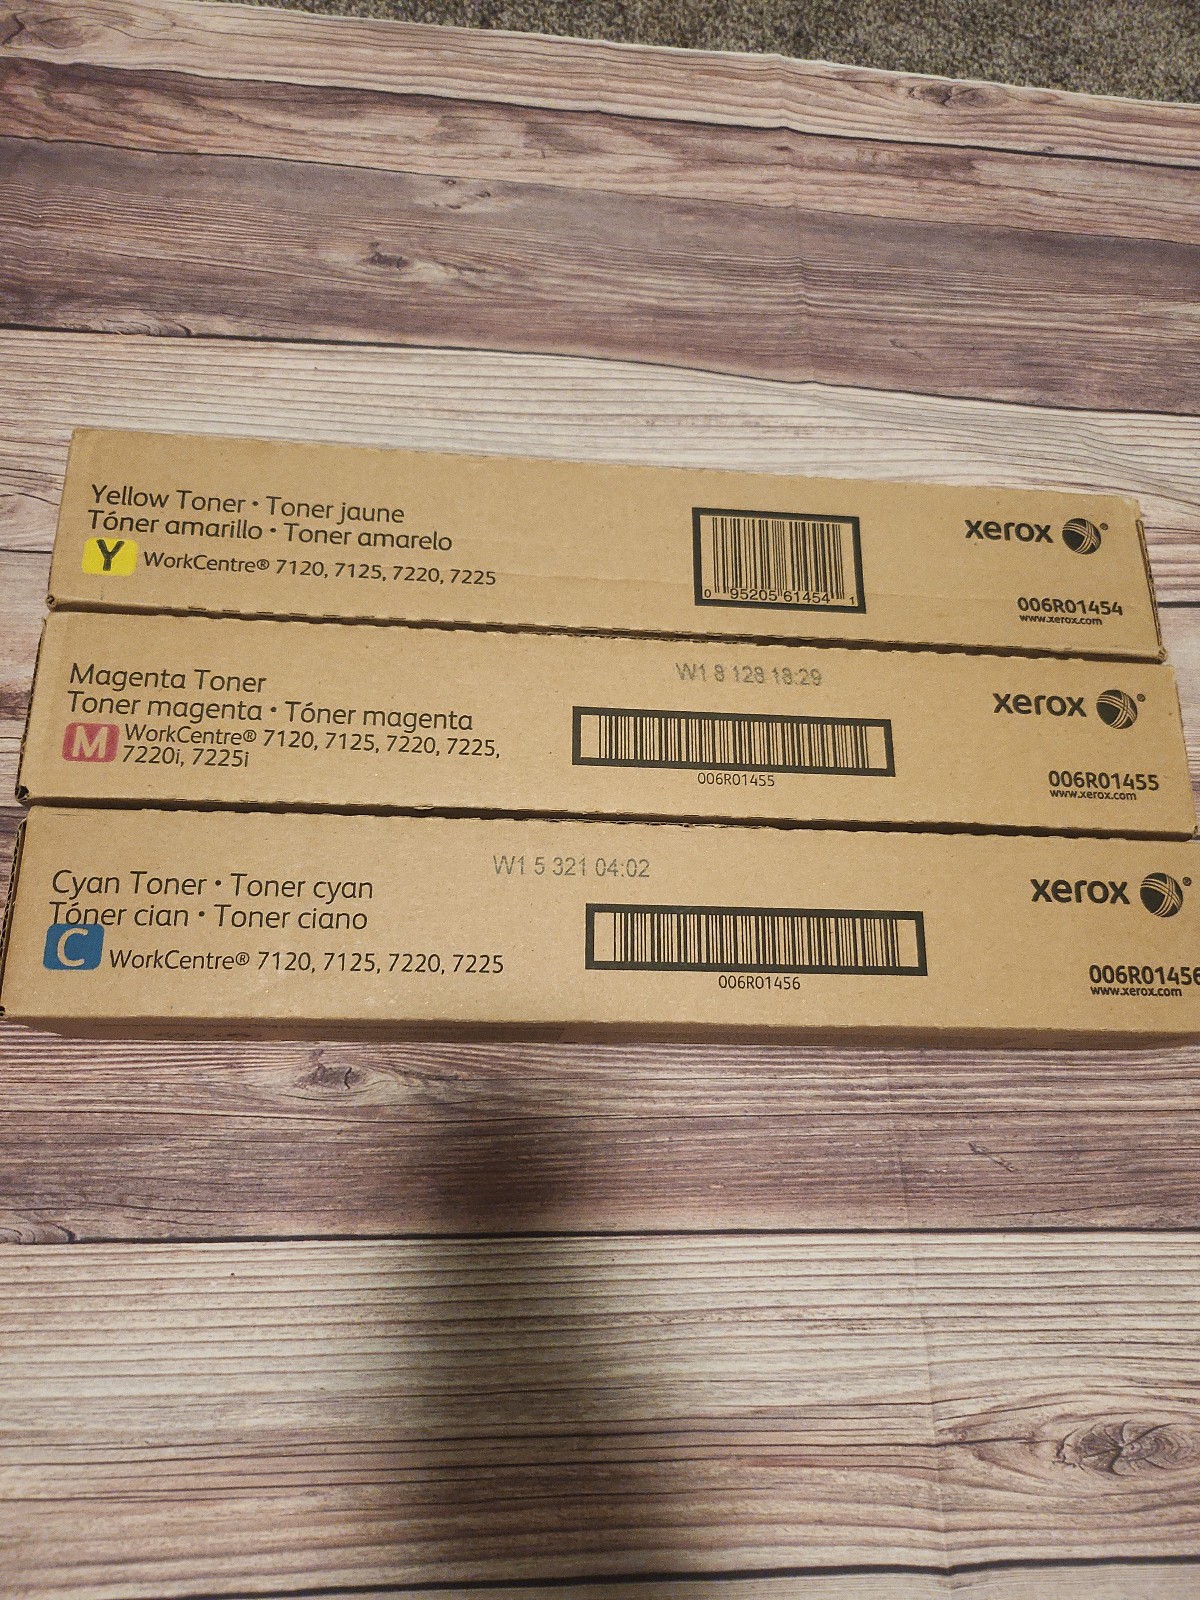 Yellow Toner • Toner jaune
Tóner amarillo • Toner amarelo
Y WorkCentre® 7120, 7125, 7220, 7225
0 95205 61454 1
xerox ®
006R01454
www.xerox.com
Magenta Toner
Toner magenta • Tóner magenta
M WorkCentre® 7120, 7125, 7220, 7225,
7220i, 7225i
W1 8 128 18:29
006R01455
xerox ®
006R01455
www.xerox.com
Cyan Toner • Toner cyan
Tóner cian • Toner ciano
C WorkCentre® 7120, 7125, 7220, 7225
W1 5 321 04:02
006R01456
xerox ®
006R01456
www.xerox.com